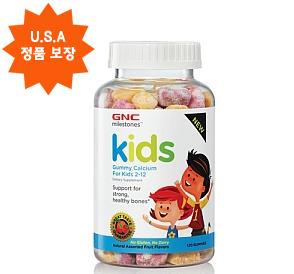 U.S.A
정품 보장
GNC
milestones™
NEW
kids
Gummy Calcium
For Kids 2-12
Dietary Supplement
Support for
strong,
healthy bones*
No Gluten, No Dairy
Natural Assorted Fruit Flavors
120 GUMMIES